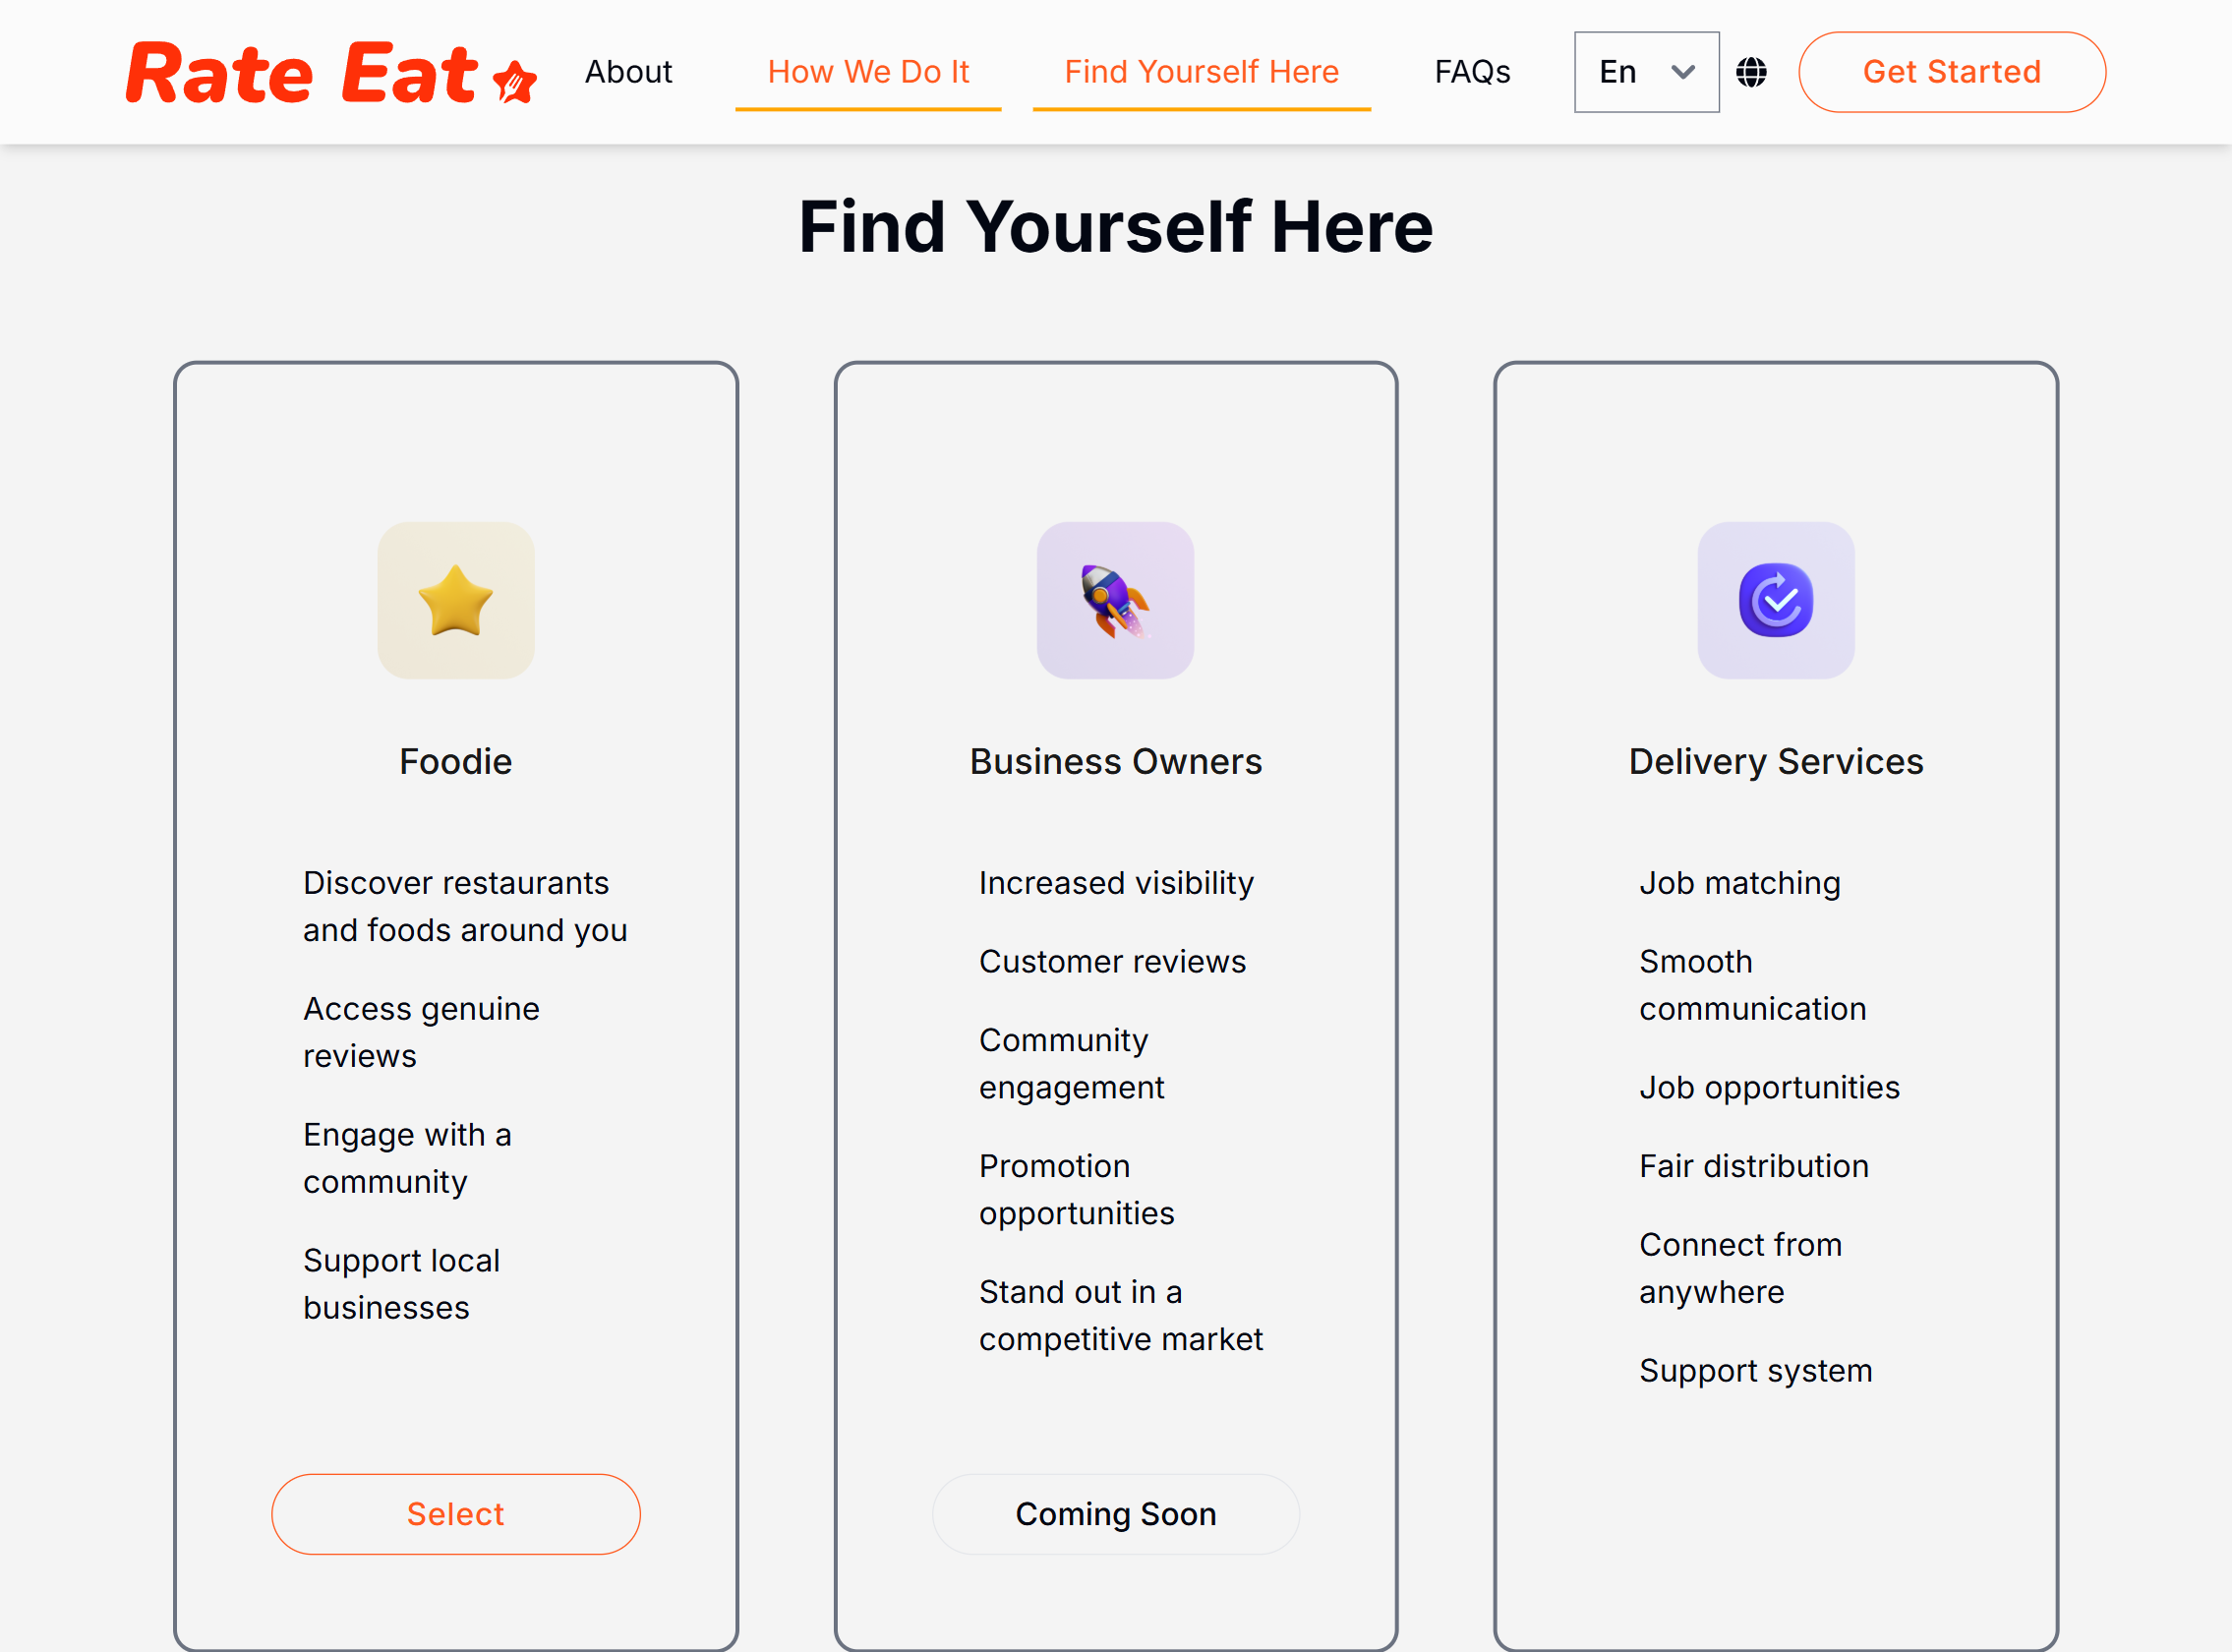 Rate Eat
About
How We Do It
Find Yourself Here
FAQs
En
Get Started
Find Yourself Here
Foodie
Discover restaurants
and foods around you
Access genuine
reviews
Engage with a
community
Support local
businesses
Select
Business Owners
Increased visibility
Customer reviews
Community
engagement
Promotion
opportunities
Stand out in a
competitive market
Coming Soon
Delivery Services
Job matching
Smooth
communication
Job opportunities
Fair distribution
Connect from
anywhere
Support system